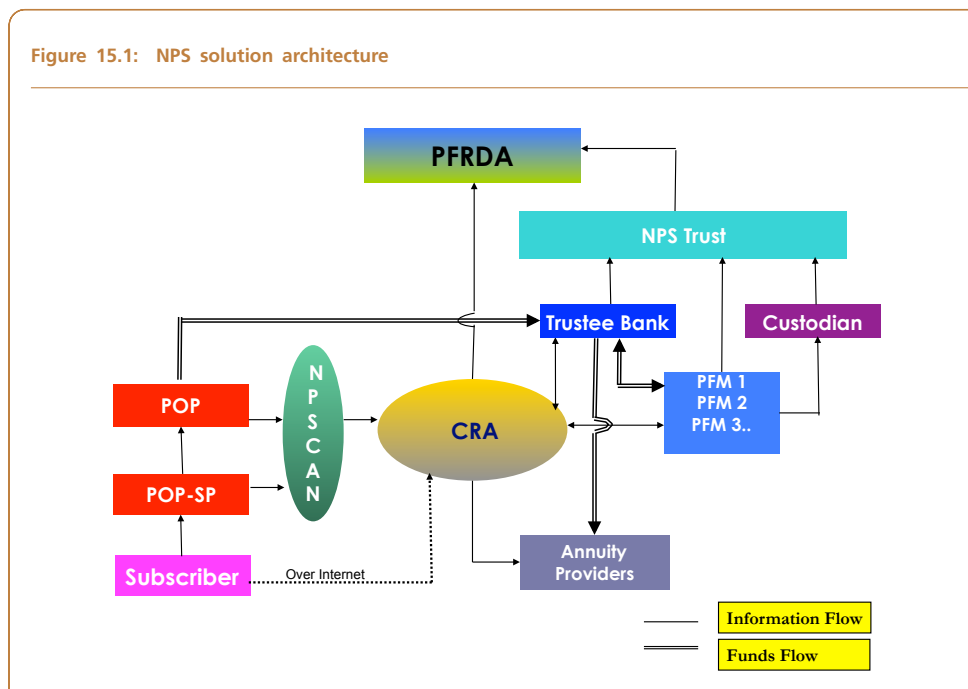 Figure 15.1: NPS solution architecture
PFRDA
NPS Trust
Trustee Bank
Custodian
PFM 1
PFM 2
PFM 3..
POP
NPSCAN
CRA
POP-SP
Subscriber
Over Internet
Annuity
Providers
Information Flow
Funds Flow